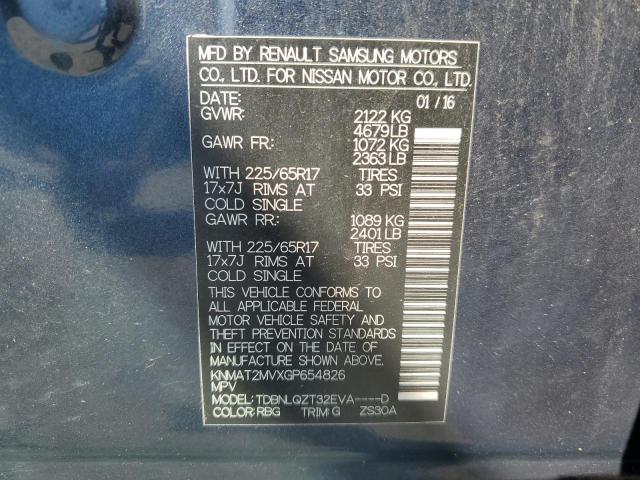 MFD BY RENAULT SAMSUNG MOTORS
CO., LTD. FOR NISSAN MOTOR CO., LTD.
DATE: 01/16
GVWR: 2122 KG
4679 LB
GAWR FR: 1072 KG
2363 LB
WITH 225/65R17 TIRES
17x7J RIMS AT 33 PSI
COLD SINGLE
GAWR RR: 1089 KG
2401 LB
WITH 225/65R17 TIRES
17x7J RIMS AT 33 PSI
COLD SINGLE
THIS VEHICLE CONFORMS TO
ALL APPLICABLE FEDERAL
MOTOR VEHICLE SAFETY AND
THEFT PREVENTION STANDARDS
IN EFFECT ON THE DATE OF
MANUFACTURE SHOWN ABOVE.
KNMAT2MVXGP654826
MPV
MODEL: TDBNLQZT32EVA----D
COLOR: RBG TRIM: G ZS30A